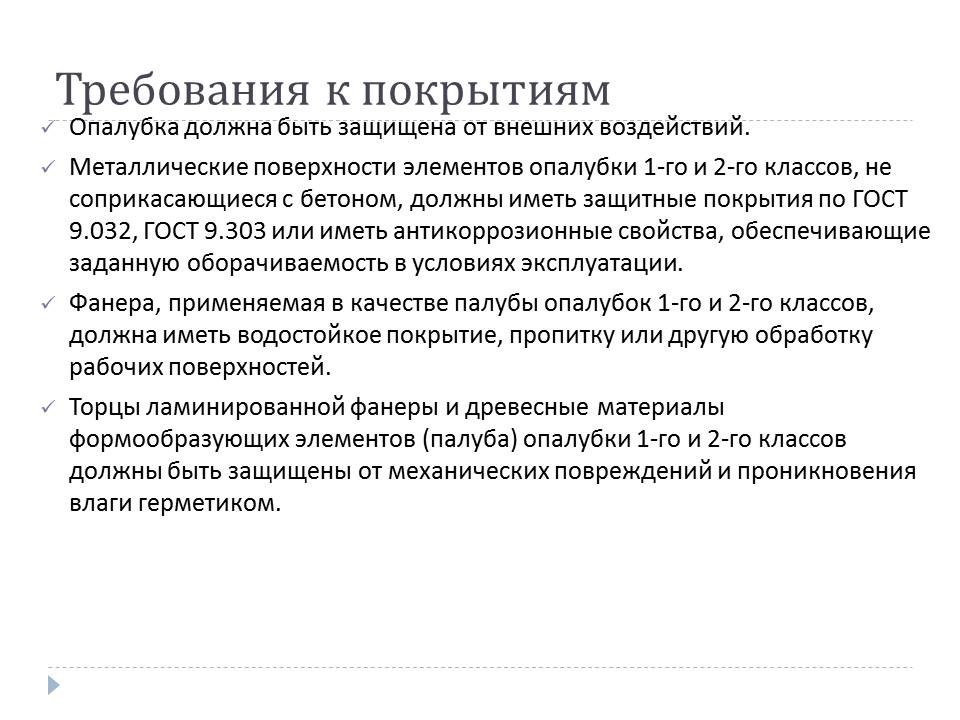 Требования к покрытиям
Опалубка должна быть защищена от внешних воздействий.
Металлические поверхности элементов опалубки 1-го и 2-го классов, не
соприкасающиеся с бетоном, должны иметь защитные покрытия по ГОСТ
9.032, ГОСТ 9.303 или иметь антикоррозионные свойства, обеспечивающие
заданную оборачиваемость в условиях эксплуатации.
Фанера, применяемая в качестве палубы опалубок 1-го и 2-го классов,
должна иметь водостойкое покрытие, пропитку или другую обработку
рабочих поверхностей.
Торцы ламинированной фанеры и древесные материалы
формообразующих элементов (палуба) опалубки 1-го и 2-го классов
должны быть защищены от механических повреждений и проникновения
влаги герметиком.